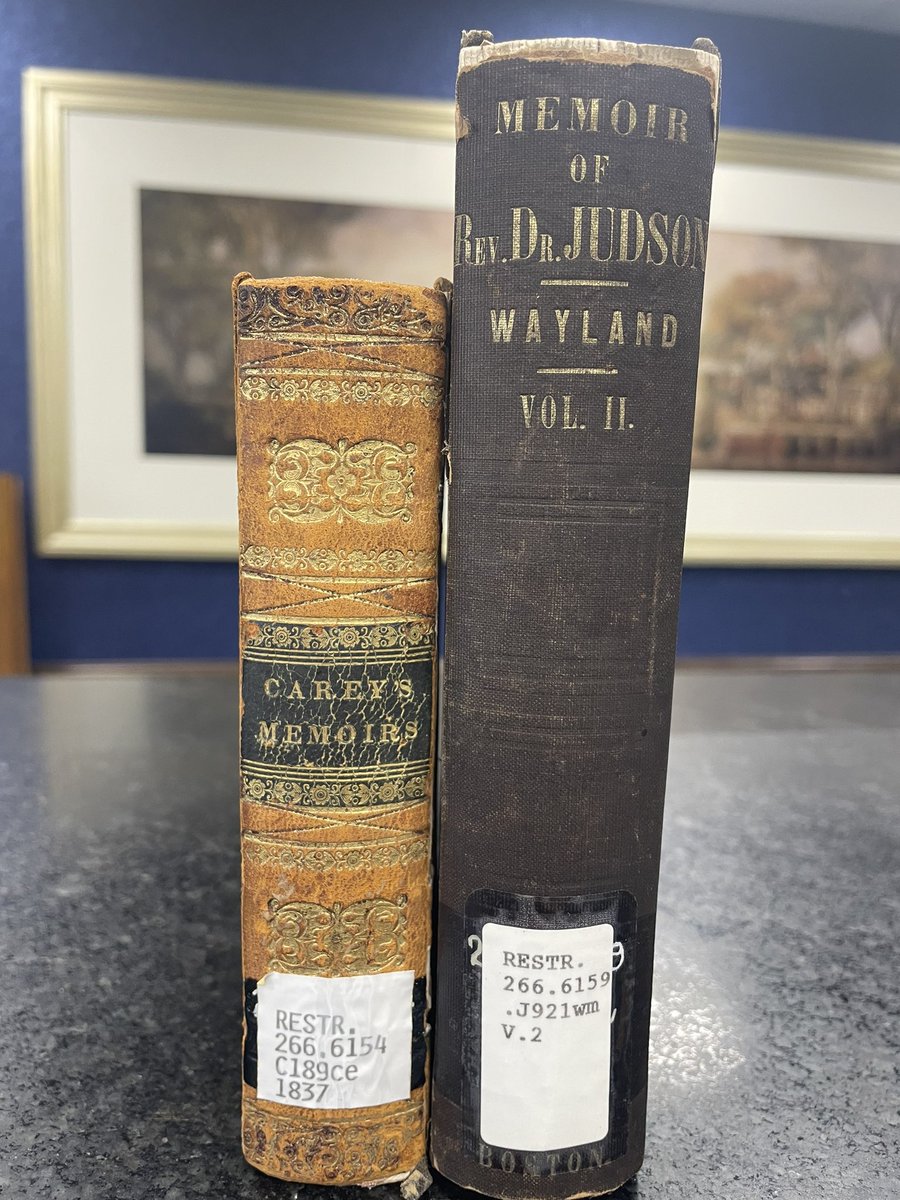 CAREY'S
MEMOIRS
RESTR.
266.6154
C189ce
1837
MEMOIR
OF
REV. DR. JUDSON
WAYLAND
VOL. II.
RESTR.
266.6159
.J921wm
V.2
BOSTON